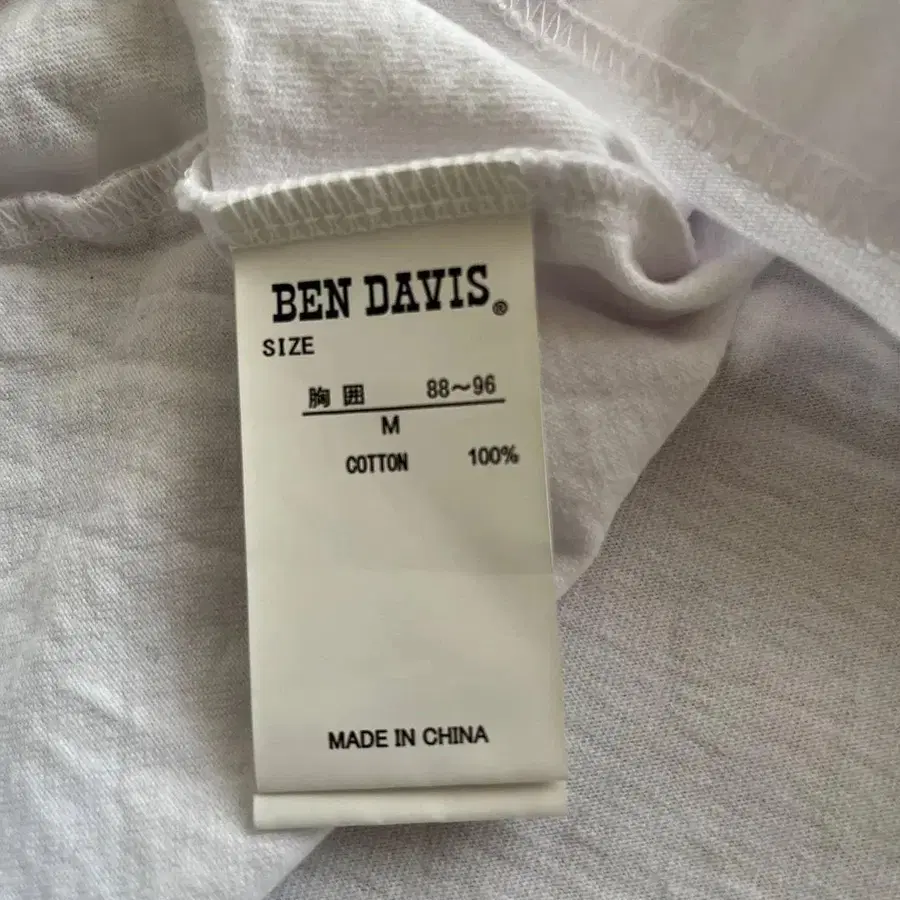 BEN DAVIS®
SIZE
胸囲 88～96
M
COTTON 100%
MADE IN CHINA